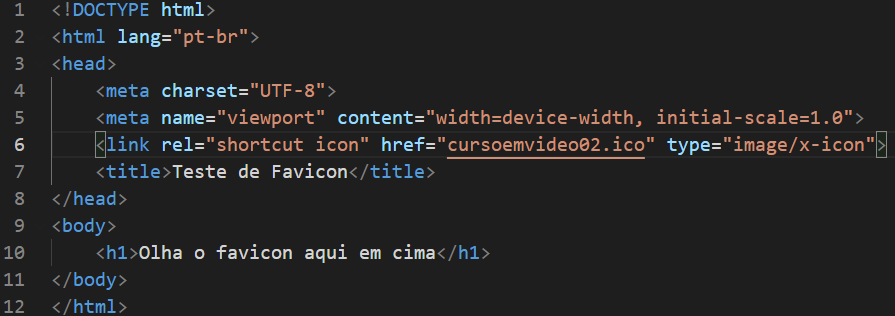 1 <!DOCTYPE html>
2 <html lang="pt-br">
3 <head>
4     <meta charset="UTF-8">
5     <meta name="viewport" content="width=device-width, initial-scale=1.0">
6     <link rel="shortcut icon" href="cursoemvideo02.ico" type="image/x-icon">
7     <title>Teste de Favicon</title>
8 </head>
9 <body>
10     <h1>Olha o favicon aqui em cima</h1>
11 </body>
12 </html>